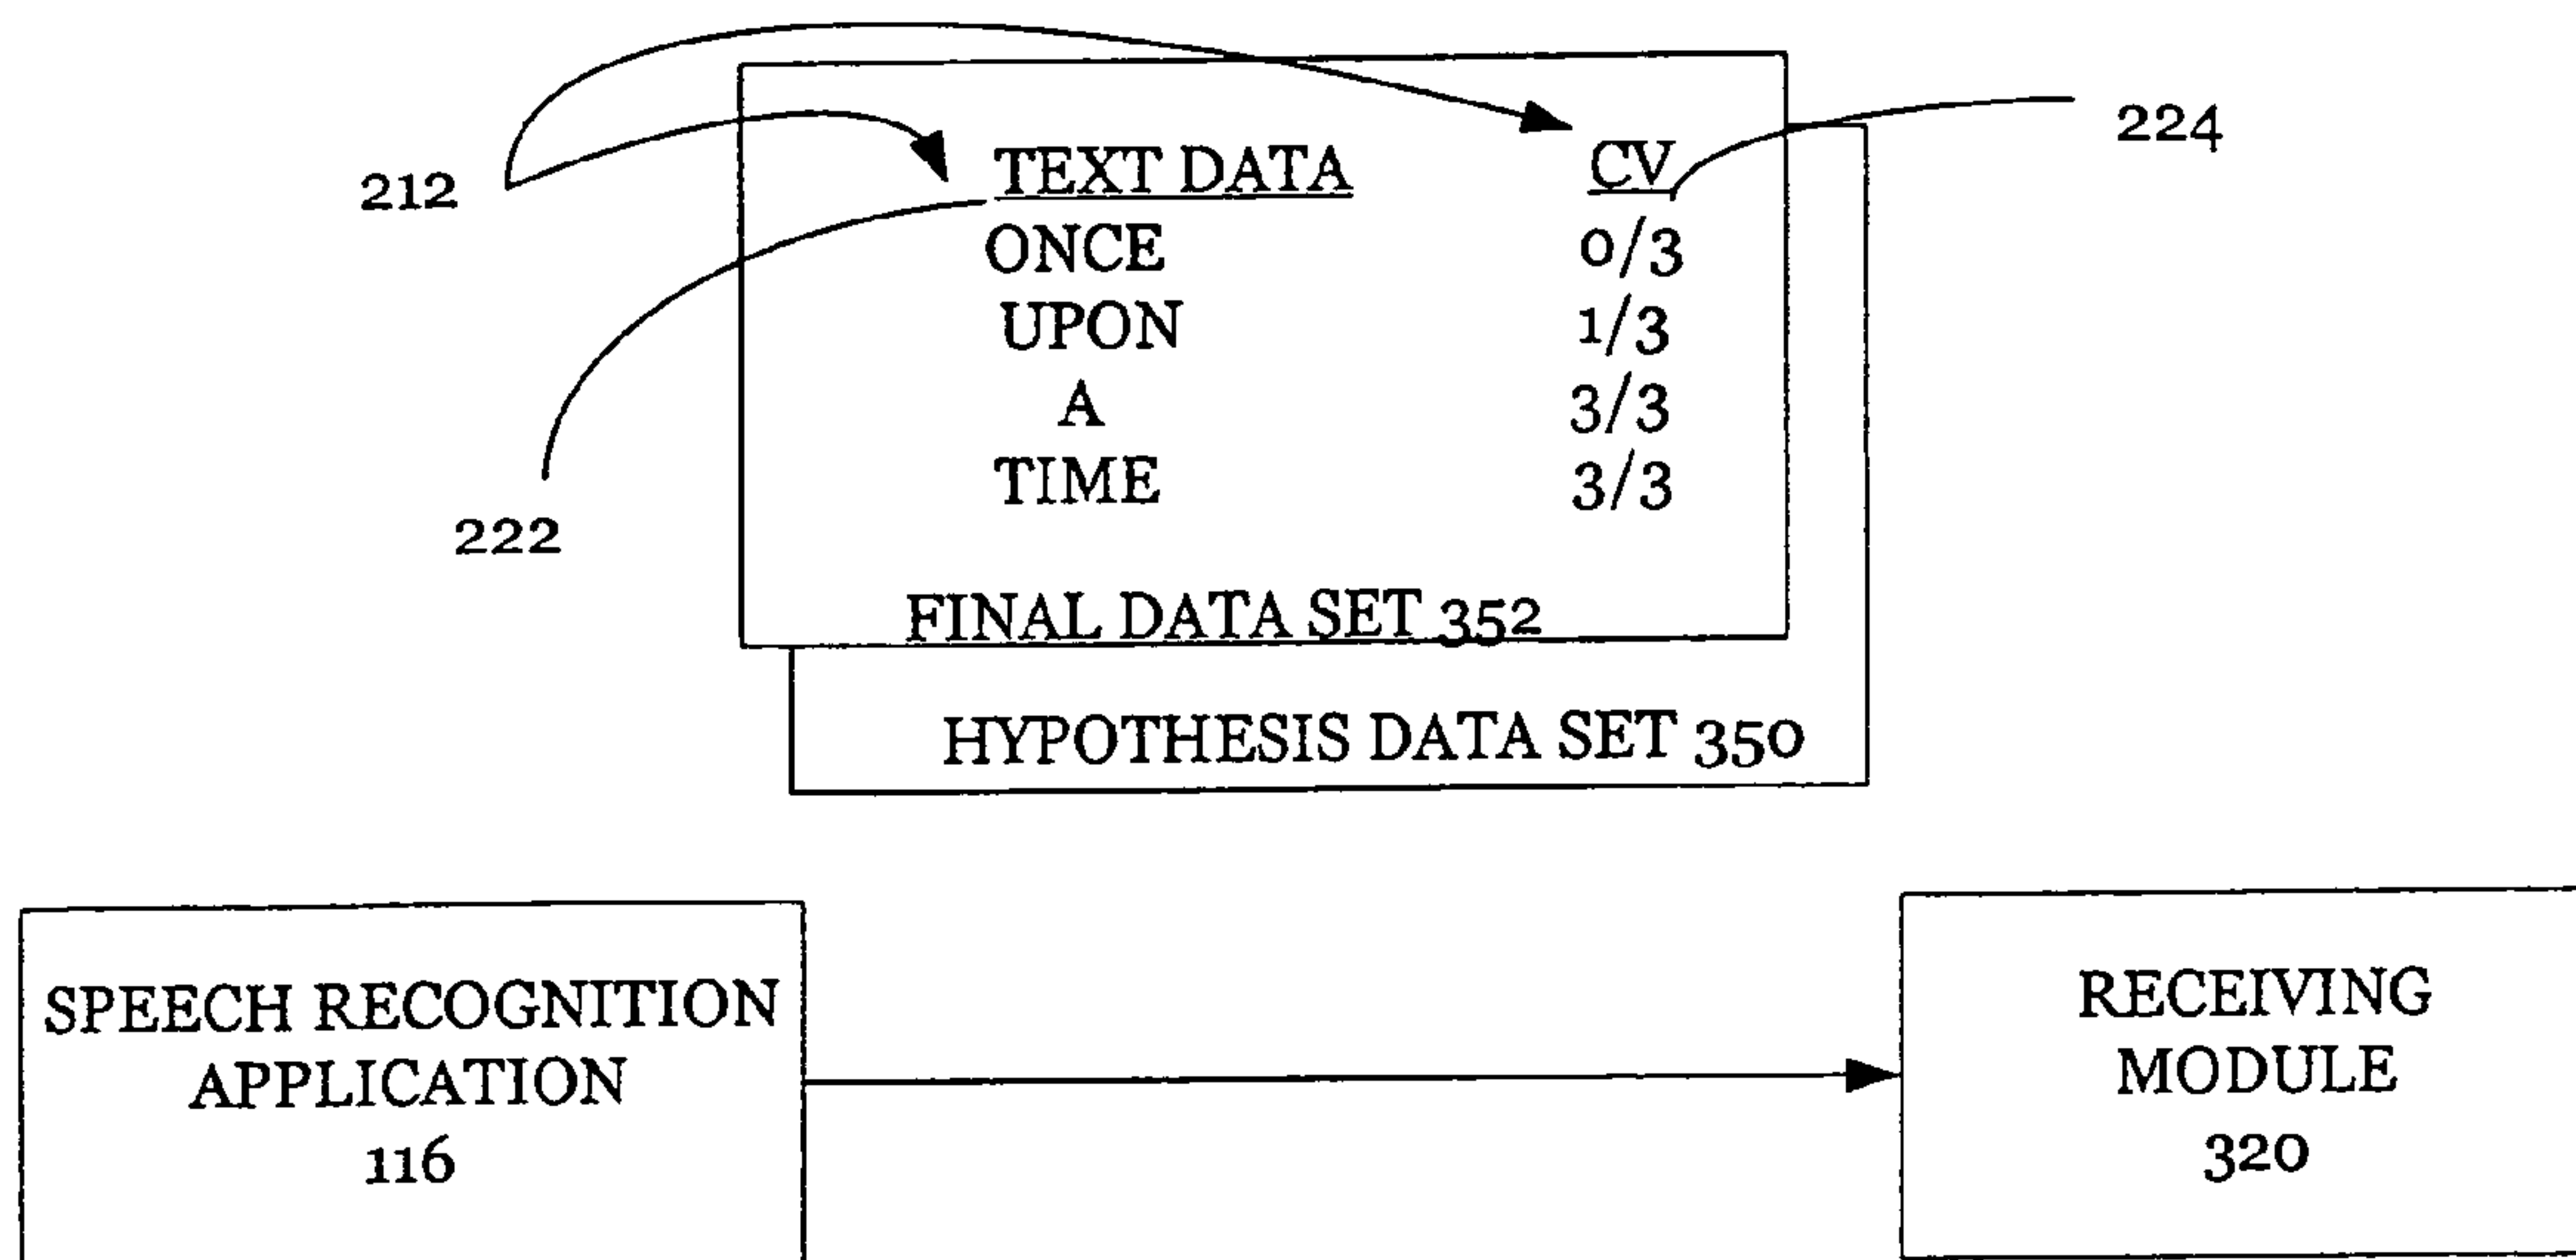 212
224
TEXT DATA CV
ONCE 0/3
UPON 1/3
A 3/3
TIME 3/3
222
FINAL DATA SET 352
HYPOTHESIS DATA SET 350
SPEECH RECOGNITION
APPLICATION
116
RECEIVING
MODULE
320